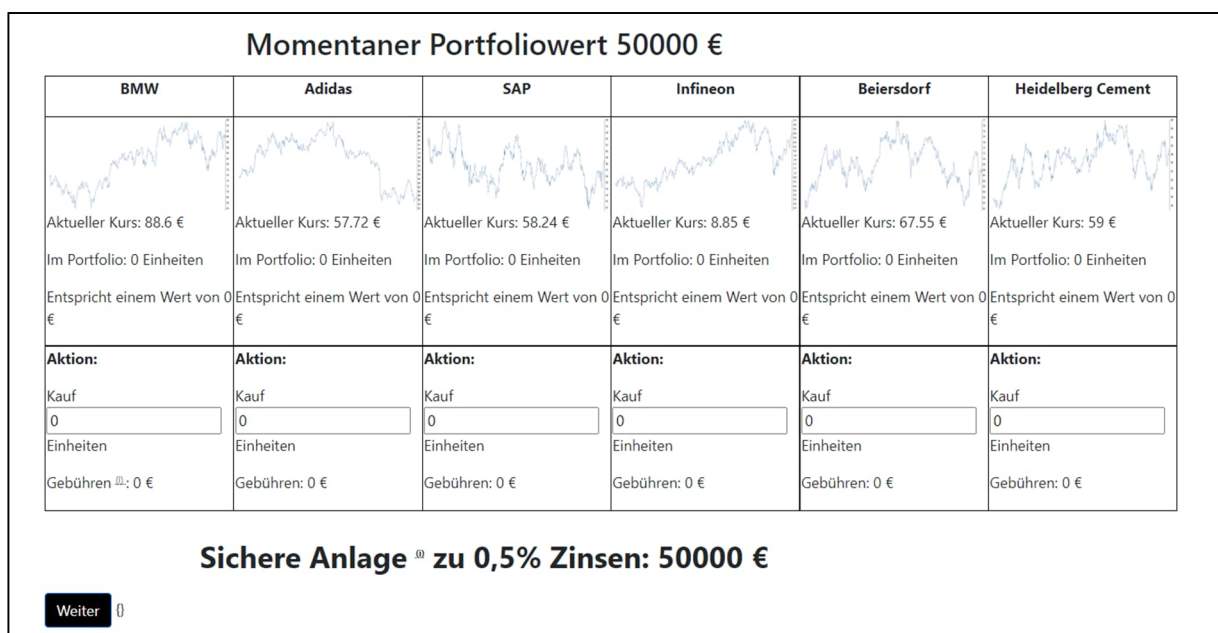 Momentaner Portfoliowert 50000 €
BMW
Adidas
SAP
Infineon
Beiersdorf
Heidelberg Cement
Aktueller Kurs: 88.6 €
Aktueller Kurs: 57.72 €
Aktueller Kurs: 58.24 €
Aktueller Kurs: 8.85 €
Aktueller Kurs: 67.55 €
Aktueller Kurs: 59 €
Im Portfolio: 0 Einheiten
Im Portfolio: 0 Einheiten
Im Portfolio: 0 Einheiten
Im Portfolio: 0 Einheiten
Im Portfolio: 0 Einheiten
Im Portfolio: 0 Einheiten
Entspricht einem Wert von 0
Entspricht einem Wert von 0
Entspricht einem Wert von 0
Entspricht einem Wert von 0
Entspricht einem Wert von 0
Entspricht einem Wert von 0
€
€
€
€
€
€
Aktion:
Aktion:
Aktion:
Aktion:
Aktion:
Aktion:
Kauf
Kauf
Kauf
Kauf
Kauf
Kauf
0
0
0
0
0
0
Einheiten
Einheiten
Einheiten
Einheiten
Einheiten
Einheiten
Gebühren (i): 0 €
Gebühren: 0 €
Gebühren: 0 €
Gebühren: 0 €
Gebühren: 0 €
Gebühren: 0 €
Sichere Anlage (i) zu 0,5% Zinsen: 50000 €
Weiter {}